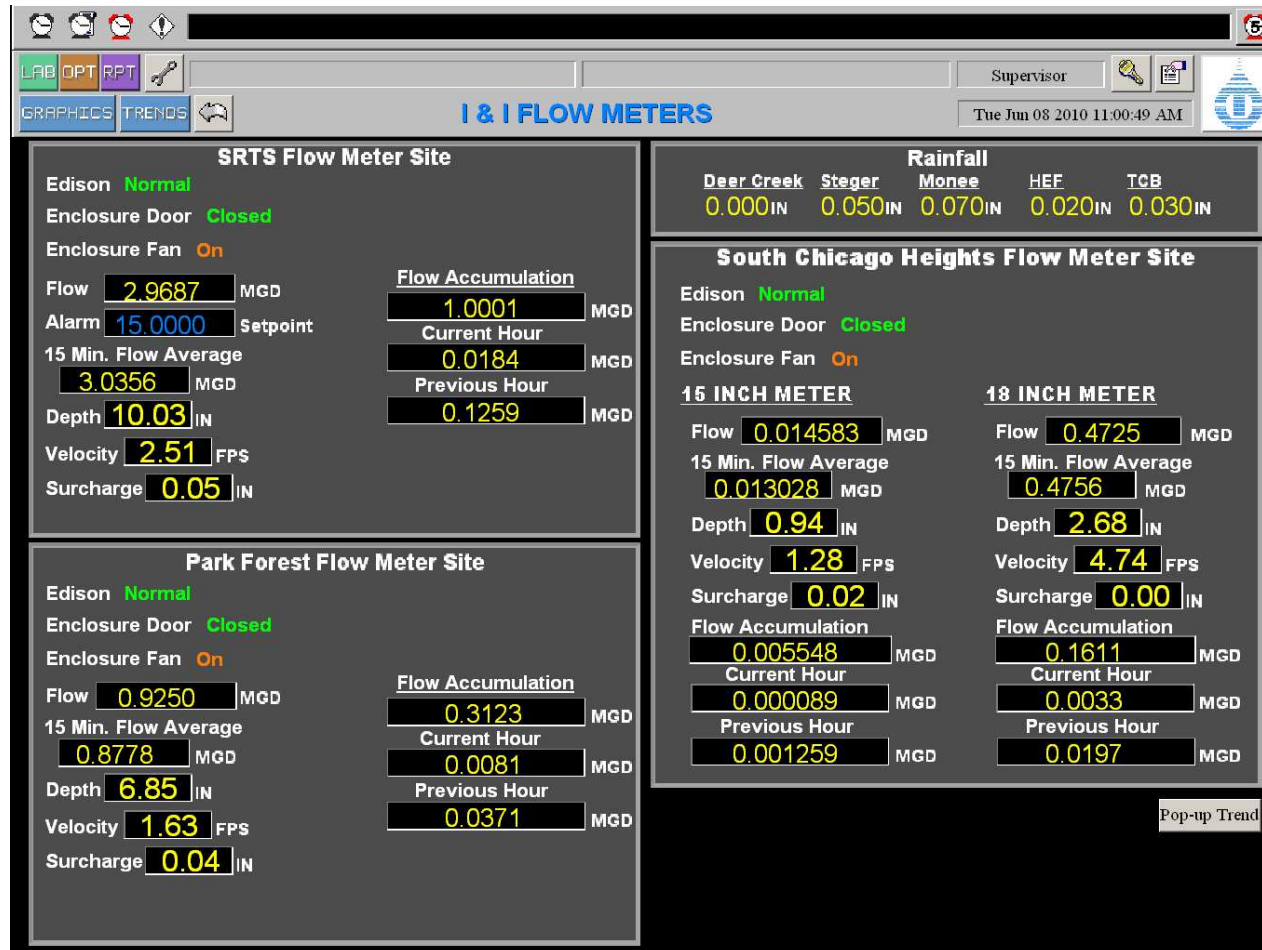 LAB OPT RPT
Supervisor
GRAPHICS TRENDS
I & I FLOW METERS
Tue Jun 08 2010 11:00:49 AM
SRTS Flow Meter Site
Edison Normal
Enclosure Door Closed
Enclosure Fan On
Flow 2.9687 MGD
Alarm 15.0000 Setpoint
15 Min. Flow Average
3.0356 MGD
Depth 10.03 IN
Velocity 2.51 FPS
Surcharge 0.05 IN
Flow Accumulation
1.0001 MGD
Current Hour
0.0184 MGD
Previous Hour
0.1259 MGD
Park Forest Flow Meter Site
Edison Normal
Enclosure Door Closed
Enclosure Fan On
Flow 0.9250 MGD
15 Min. Flow Average
0.8778 MGD
Depth 6.85 IN
Velocity 1.63 FPS
Surcharge 0.04 IN
Flow Accumulation
0.3123 MGD
Current Hour
0.0081 MGD
Previous Hour
0.0371 MGD
Rainfall
Deer Creek Steger Monee HEF TCB
0.000IN 0.050IN 0.070IN 0.020IN 0.030IN
South Chicago Heights Flow Meter Site
Edison Normal
Enclosure Door Closed
Enclosure Fan On
15 INCH METER
Flow 0.014583 MGD
15 Min. Flow Average
0.013028 MGD
Depth 0.94 IN
Velocity 1.28 FPS
Surcharge 0.02 IN
Flow Accumulation
0.005548 MGD
Current Hour
0.000089 MGD
Previous Hour
0.001259 MGD
18 INCH METER
Flow 0.4725 MGD
15 Min. Flow Average
0.4756 MGD
Depth 2.68 IN
Velocity 4.74 FPS
Surcharge 0.00 IN
Flow Accumulation
0.1611 MGD
Current Hour
0.0033 MGD
Previous Hour
0.0197 MGD
Pop-up Trend